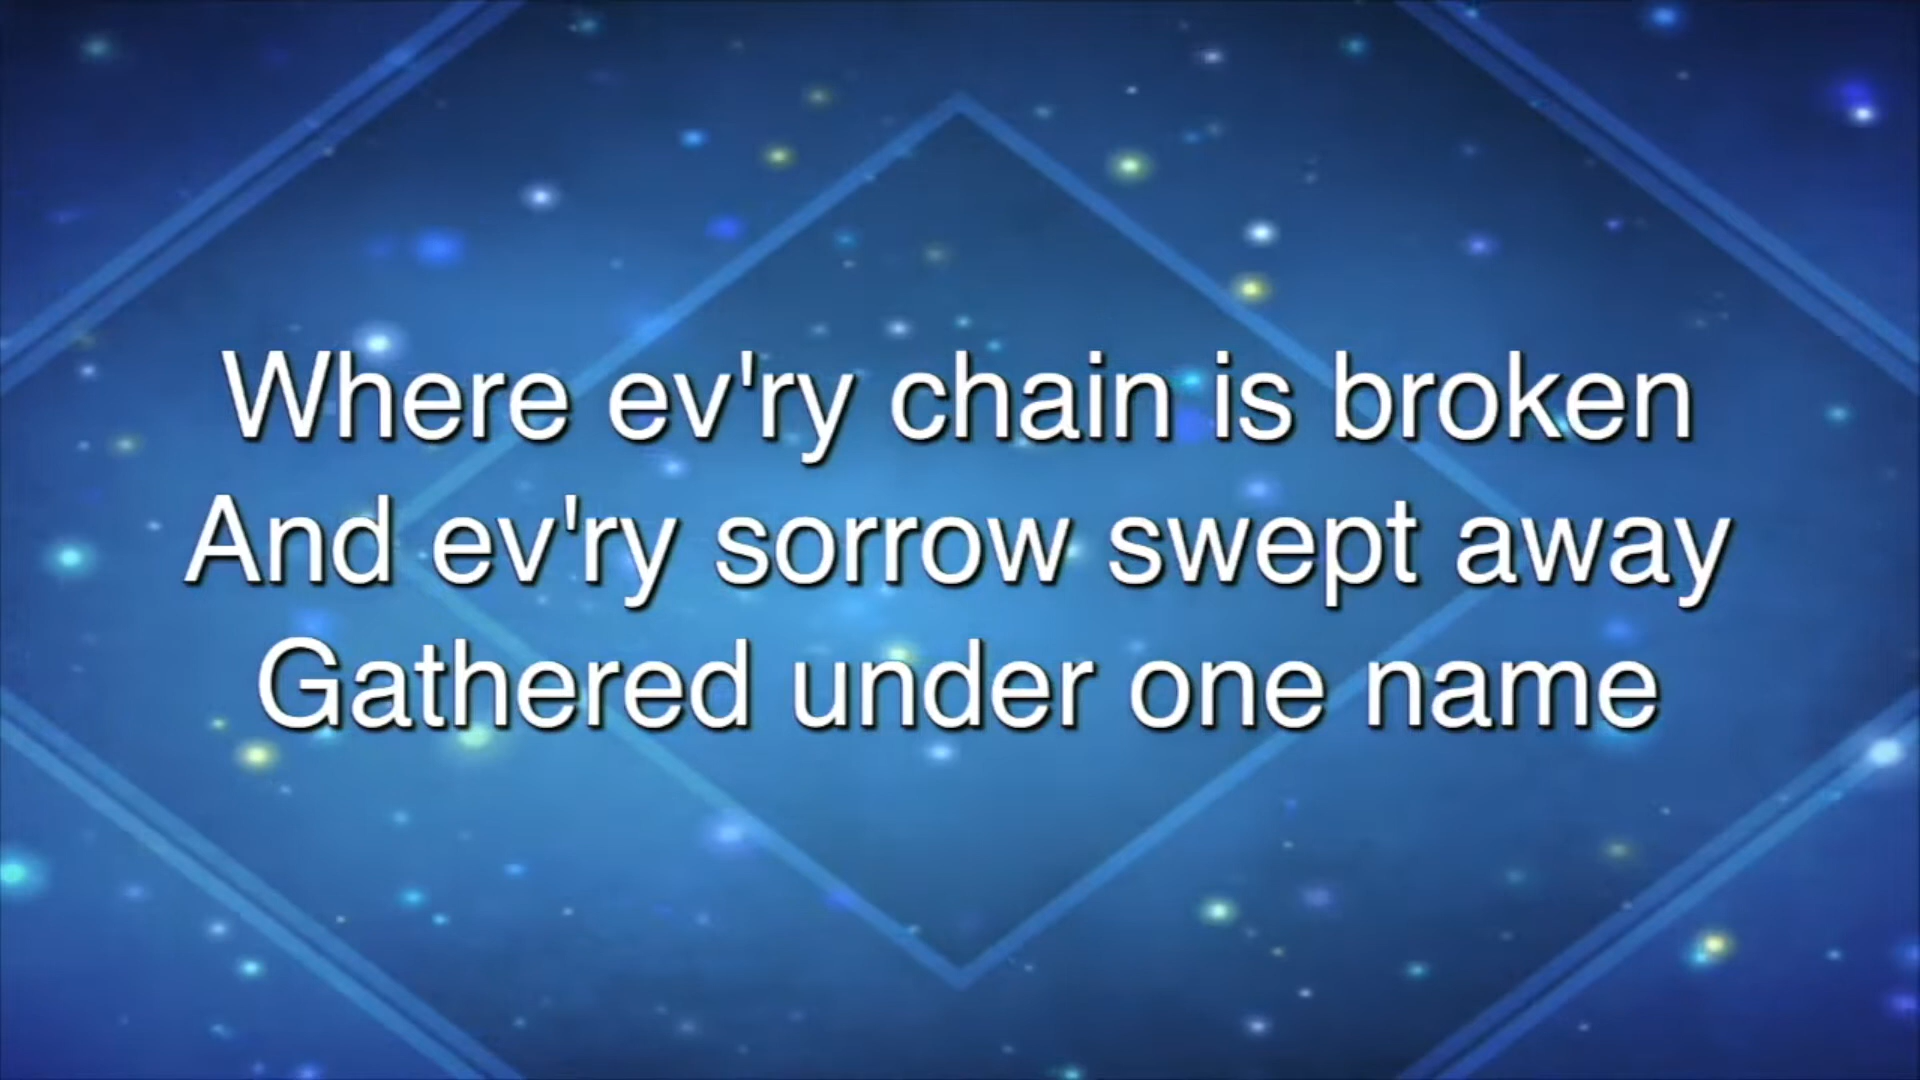 Where ev'ry chain is broken
And ev'ry sorrow swept away
Gathered under one name